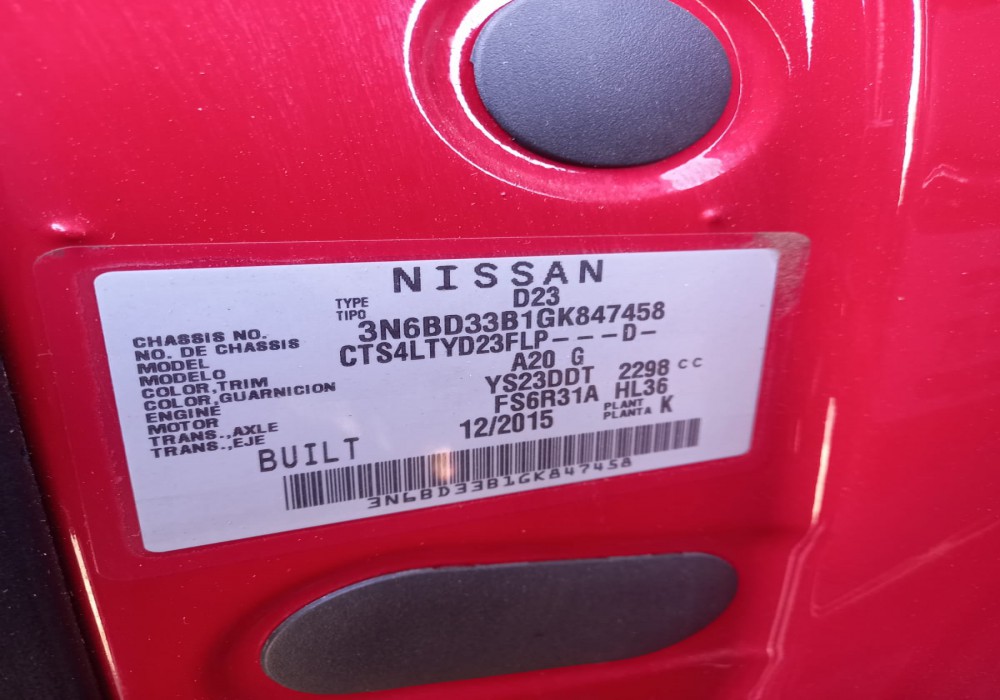 NISSAN
TYPE
TIPO D23
CHASSIS NO.
NO. DE CHASSIS 3N6BD33B1GK847458
MODEL
MODELO CTS4LTYD23FLP---D-
COLOR,TRIM
COLOR,GUARNICION A20 G
ENGINE
MOTOR YS23DDT 2298 CC
TRANS.,AXLE
TRANS.,EJE FS6R31A HL36
PLANT
PLANTA K
BUILT 12/2015
3N6BD33B1GK847458